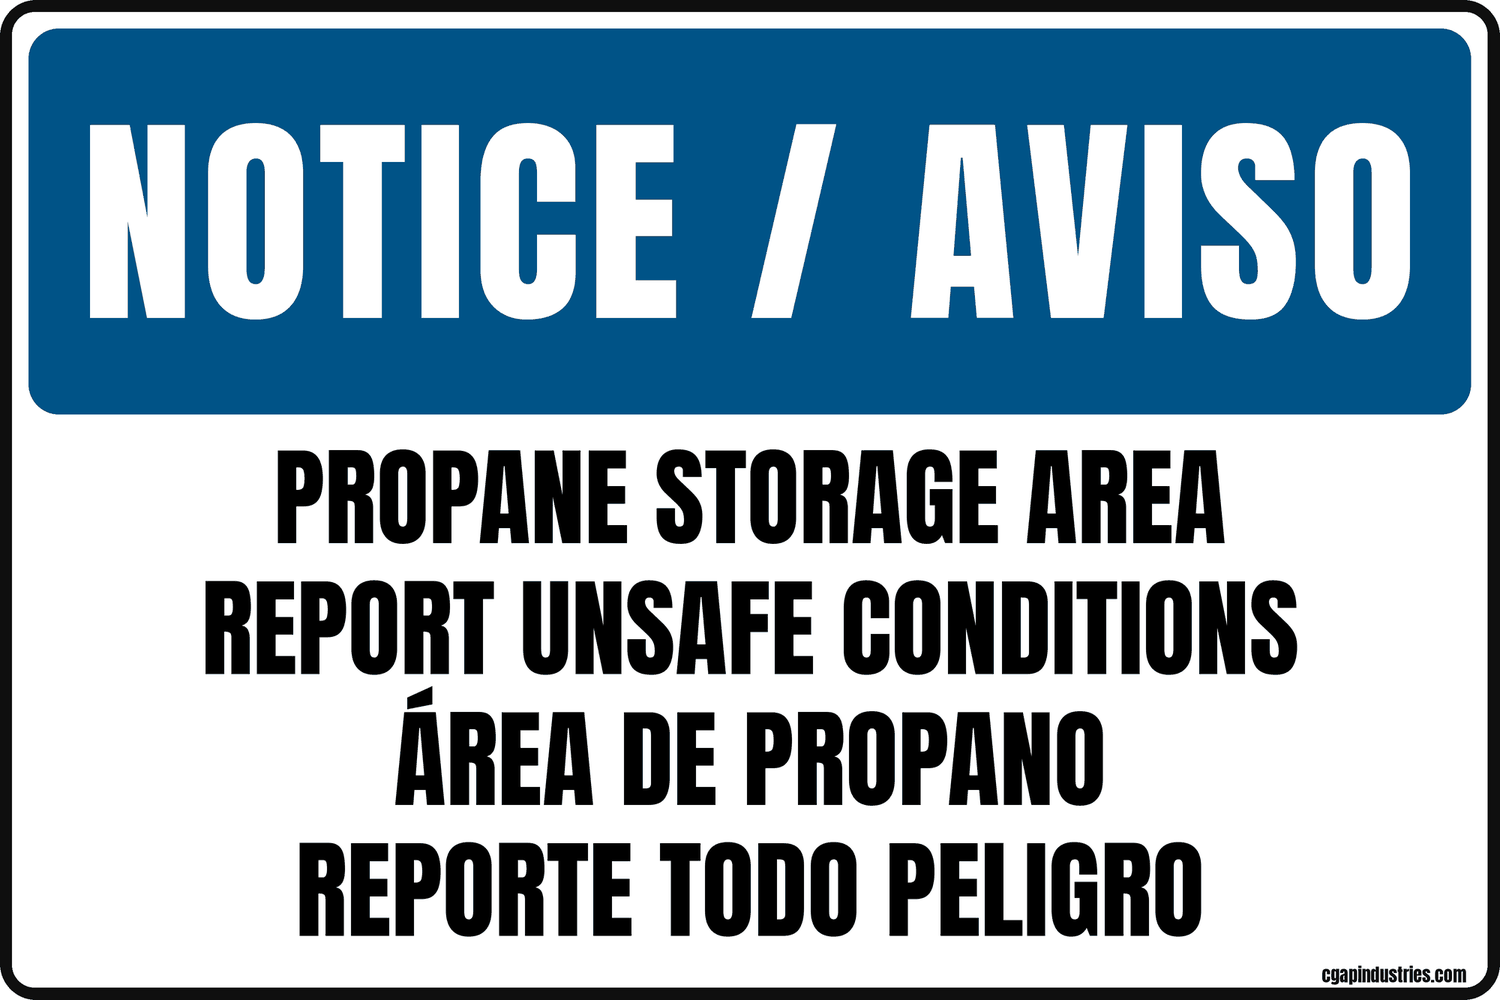 NOTICE / AVISO
PROPANE STORAGE AREA
REPORT UNSAFE CONDITIONS
ÁREA DE PROPANO
REPORTE TODO PELIGRO
cgapindustries.com